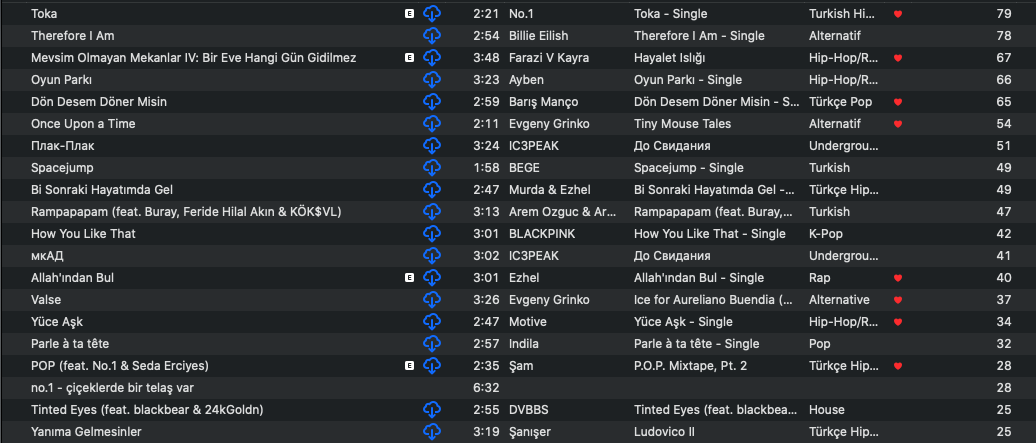 Toka E 2:21 No.1 Toka - Single Turkish Hi... 79
Therefore I Am 2:54 Billie Eilish Therefore I Am - Single Alternatif 78
Mevsim Olmayan Mekanlar IV: Bir Eve Hangi Gün Gidilmez E 3:48 Farazi V Kayra Hayalet Islığı Hip-Hop/R... 67
Oyun Parkı 3:23 Ayben Oyun Parkı - Single Hip-Hop/R... 66
Dön Desem Döner Misin 2:59 Barış Manço Dön Desem Döner Misin - S... Türkçe Pop 65
Once Upon a Time 2:11 Evgeny Grinko Tiny Mouse Tales Alternatif 54
Плак-Плак 3:24 IC3PEAK До Свидания Undergrou... 51
Spacejump 1:58 BEGE Spacejump - Single Turkish 49
Bi Sonraki Hayatımda Gel 2:47 Murda & Ezhel Bi Sonraki Hayatımda Gel -... Türkçe Hip... 49
Rampapapam (feat. Buray, Feride Hilal Akın & KÖK$VL) 3:13 Arem Ozguc & Ar... Rampapapam (feat. Buray,... Turkish 47
How You Like That 3:01 BLACKPINK How You Like That - Single K-Pop 42
мкАД 3:02 IC3PEAK До Свидания Undergrou... 41
Allah'ından Bul E 3:01 Ezhel Allah'ından Bul - Single Rap 40
Valse 3:26 Evgeny Grinko Ice for Aureliano Buendia (... Alternative 37
Yüce Aşk 2:47 Motive Yüce Aşk - Single Hip-Hop/R... 34
Parle à ta tête 2:57 Indila Parle à ta tête - Single Pop 32
POP (feat. No.1 & Seda Erciyes) E 2:35 Şam P.O.P. Mixtape, Pt. 2 Türkçe Hip... 28
no.1 - çiçeklerde bir telaş var 6:32 28
Tinted Eyes (feat. blackbear & 24kGoldn) 2:55 DVBBS Tinted Eyes (feat. blackbea... House 25
Yanıma Gelmesinler 3:19 Şanışer Ludovico II Türkçe Hip... 25